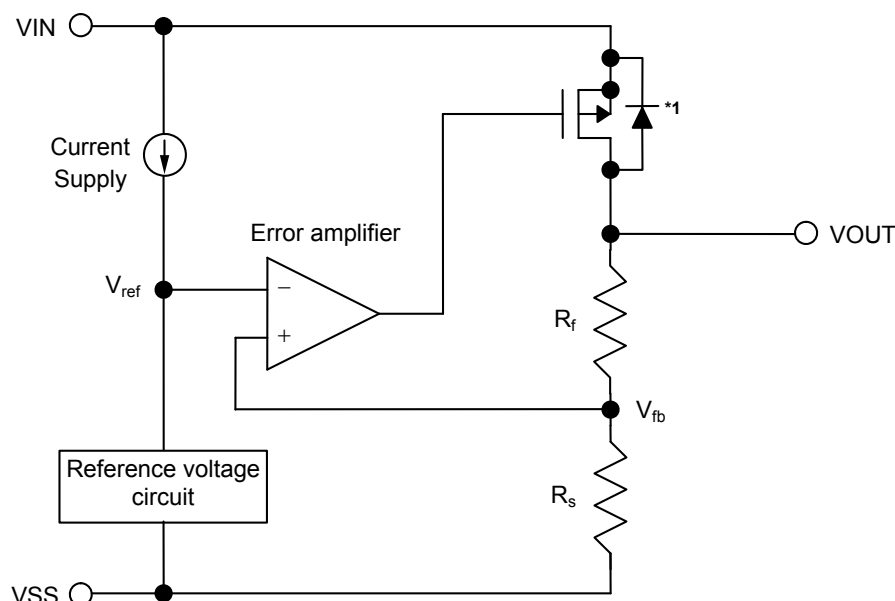 VIN
*1
Current
Supply
Error amplifier
VOUT
Vref
−
+
Rf
Vfb
Reference voltage
circuit
Rs
VSS